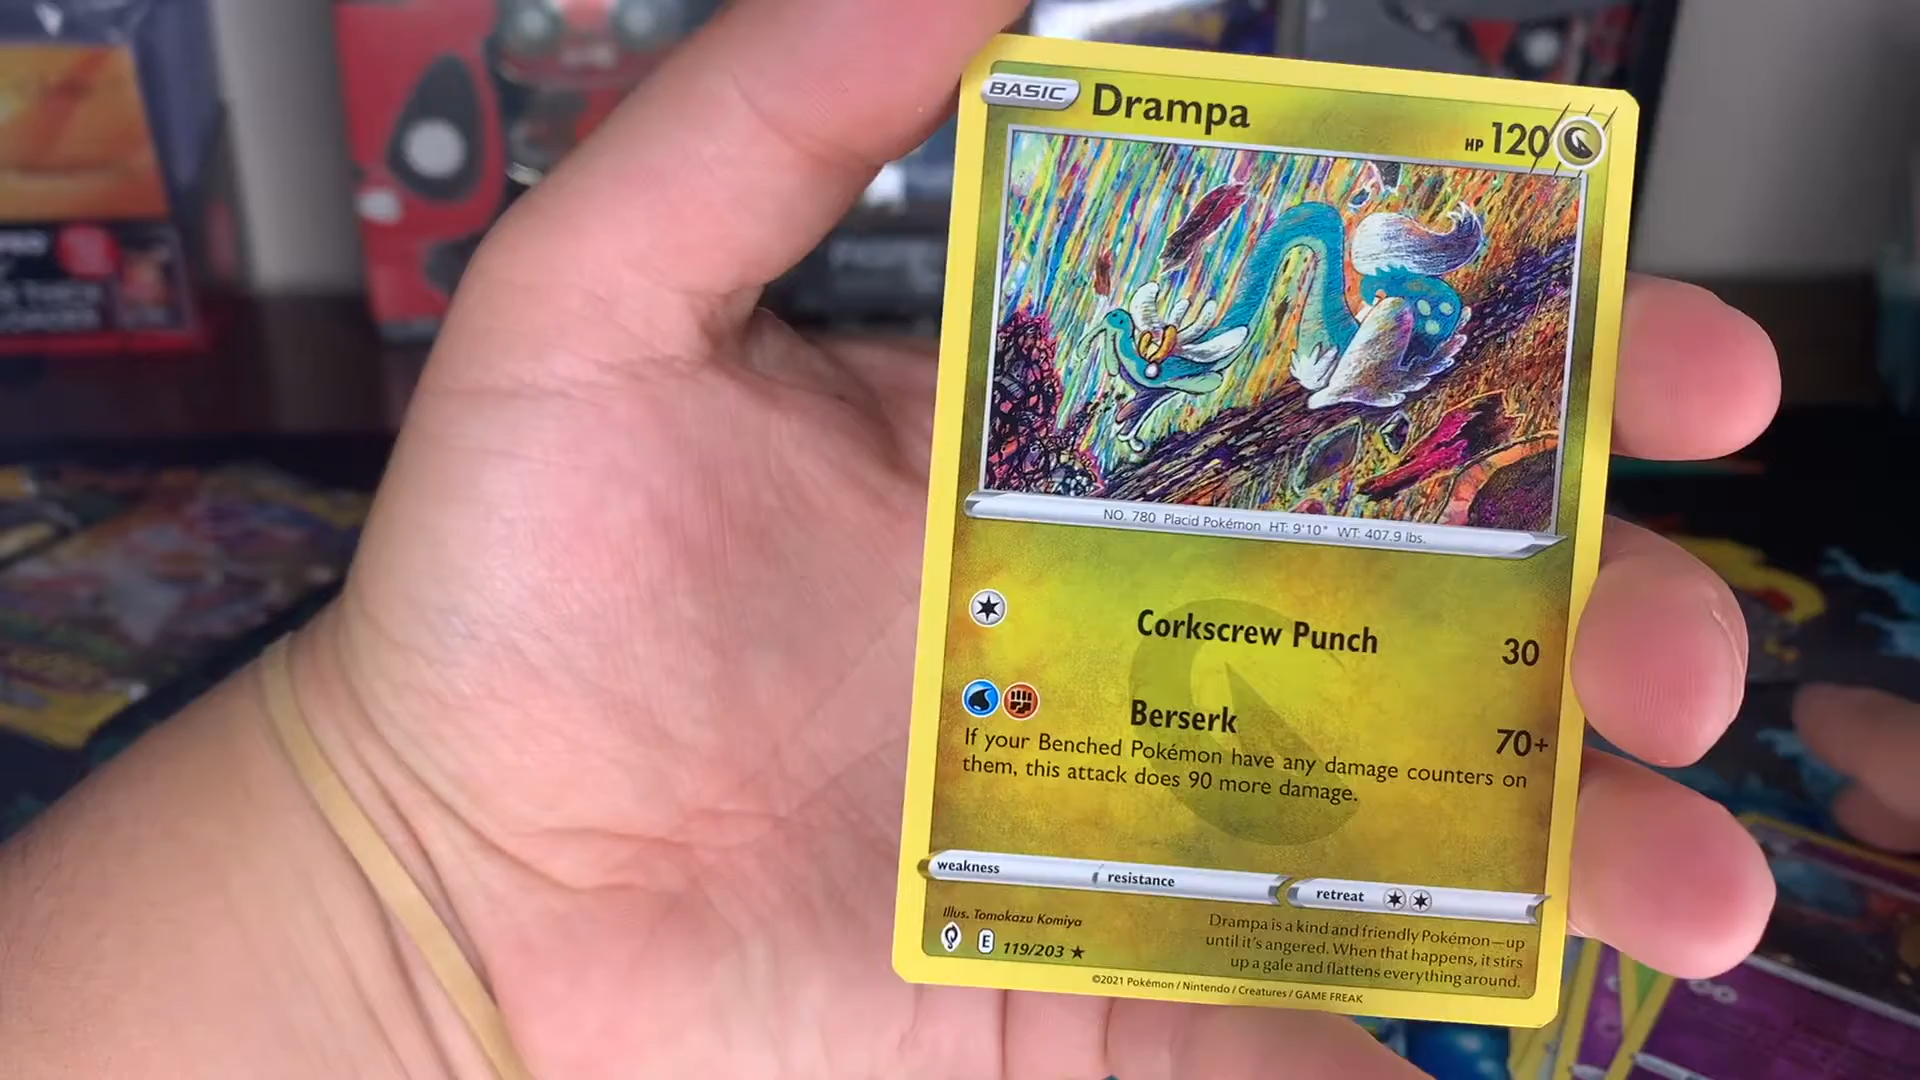 BASIC Drampa HP 120
NO. 780 Placid Pokémon HT: 9'10" WT: 407.9 lbs.
Corkscrew Punch 30
Berserk 70+
If your Benched Pokémon have any damage counters on
them, this attack does 90 more damage.
weakness resistance retreat
Illus. Tomokazu Komiya
E 119/203
Drampa is a kind and friendly Pokémon—up
until it's angered. When that happens, it stirs
up a gale and flattens everything around.
©2021 Pokémon / Nintendo / Creatures / GAME FREAK